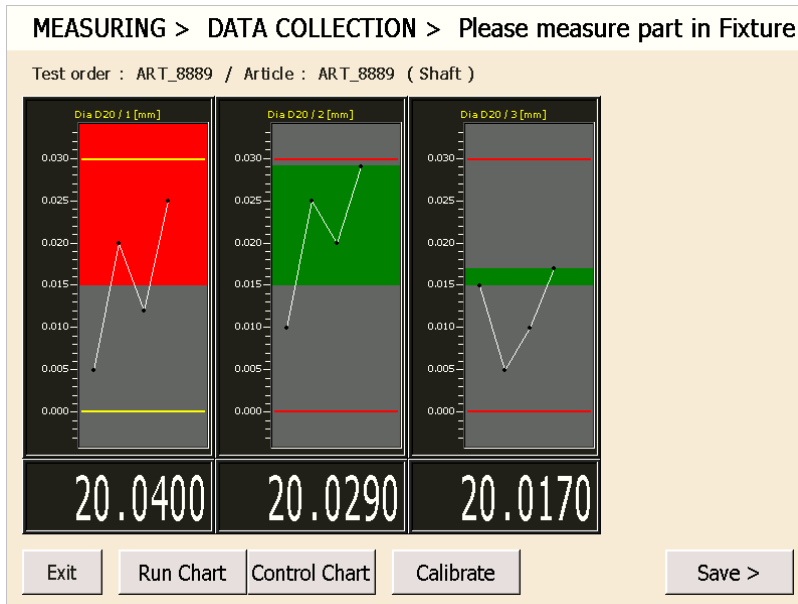 MEASURING > DATA COLLECTION > Please measure part in Fixture
Test order : ART_8889 / Article : ART_8889 ( Shaft )
Dia D20 / 1 [mm] Dia D20 / 2 [mm] Dia D20 / 3 [mm]
0.030 0.030 0.030
0.025 0.025 0.025
0.020 0.020 0.020
0.015 0.015 0.015
0.010 0.010 0.010
0.005 0.005 0.005
0.000 0.000 0.000
20.0400 20.0290 20.0170
Exit Run Chart Control Chart Calibrate Save >